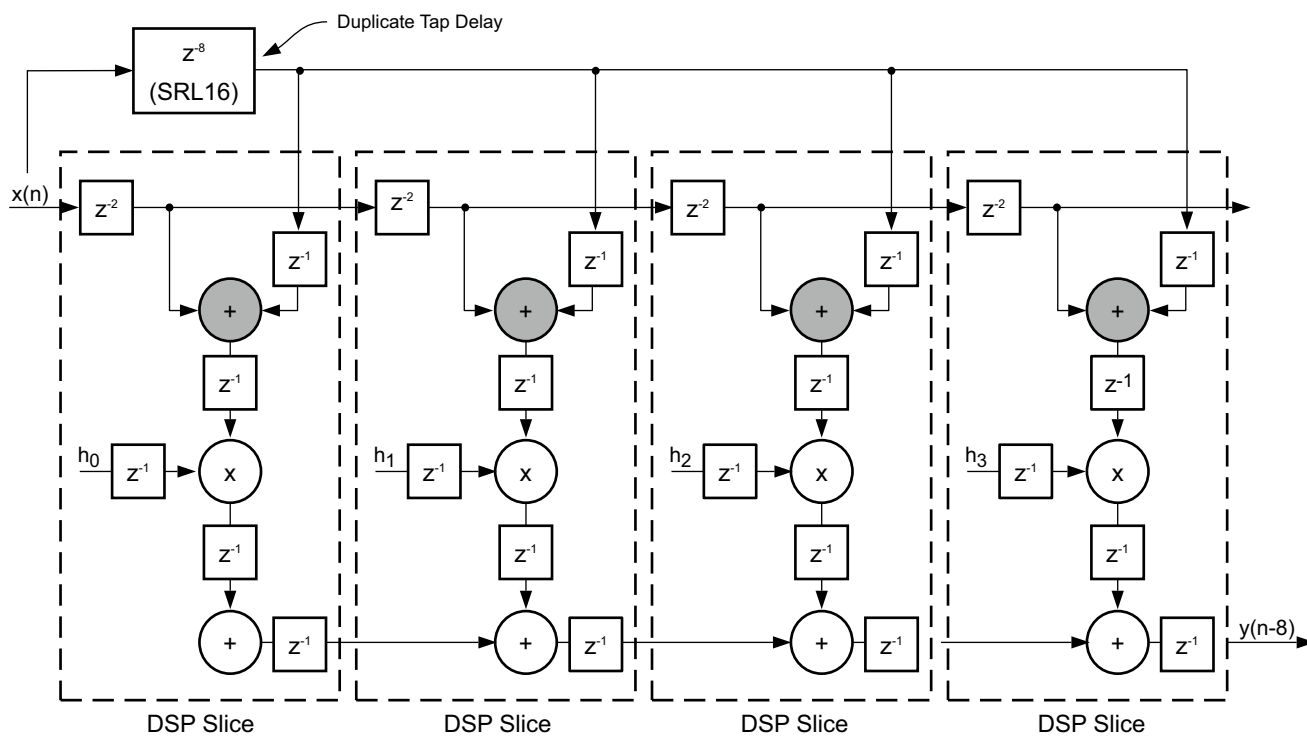 Duplicate Tap Delay
z-8
(SRL16)
x(n)
z-2
z-2
z-2
z-2
z-1
z-1
z-1
z-1
+
+
+
+
z-1
z-1
z-1
z-1
h0
z-1
x
h1
z-1
x
h2
z-1
x
h3
z-1
x
z-1
z-1
z-1
z-1
+
z-1
+
z-1
+
z-1
+
z-1
y(n-8)
DSP Slice
DSP Slice
DSP Slice
DSP Slice